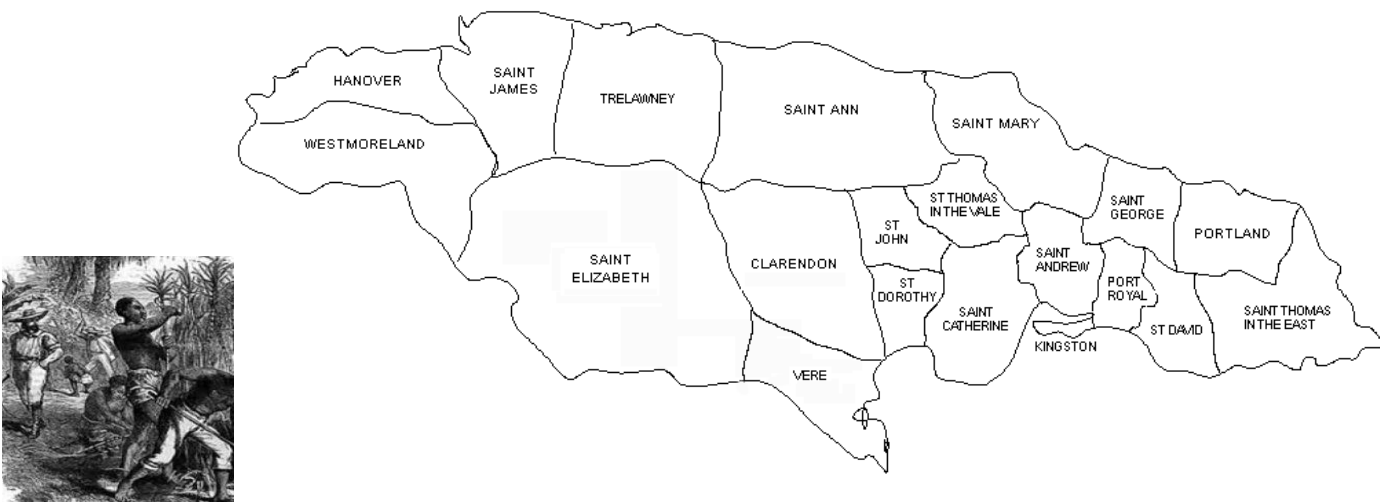 HANOVER
WESTMORELAND
SAINT
JAMES
TRELAWNEY
SAINT ANN
SAINT MARY
SAINT
ELIZABETH
CLARENDON
VERE
ST
JOHN
ST
DOROTHY
ST THOMAS
IN THE VALE
SAINT
CATHERINE
SAINT
ANDREW
KINGSTON
PORT
ROYAL
SAINT
GEORGE
ST DAVID
PORTLAND
SAINT THOMAS
IN THE EAST